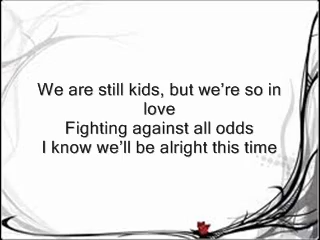 We are still kids, but we're so in
love
Fighting against all odds
I know we'll be alright this time